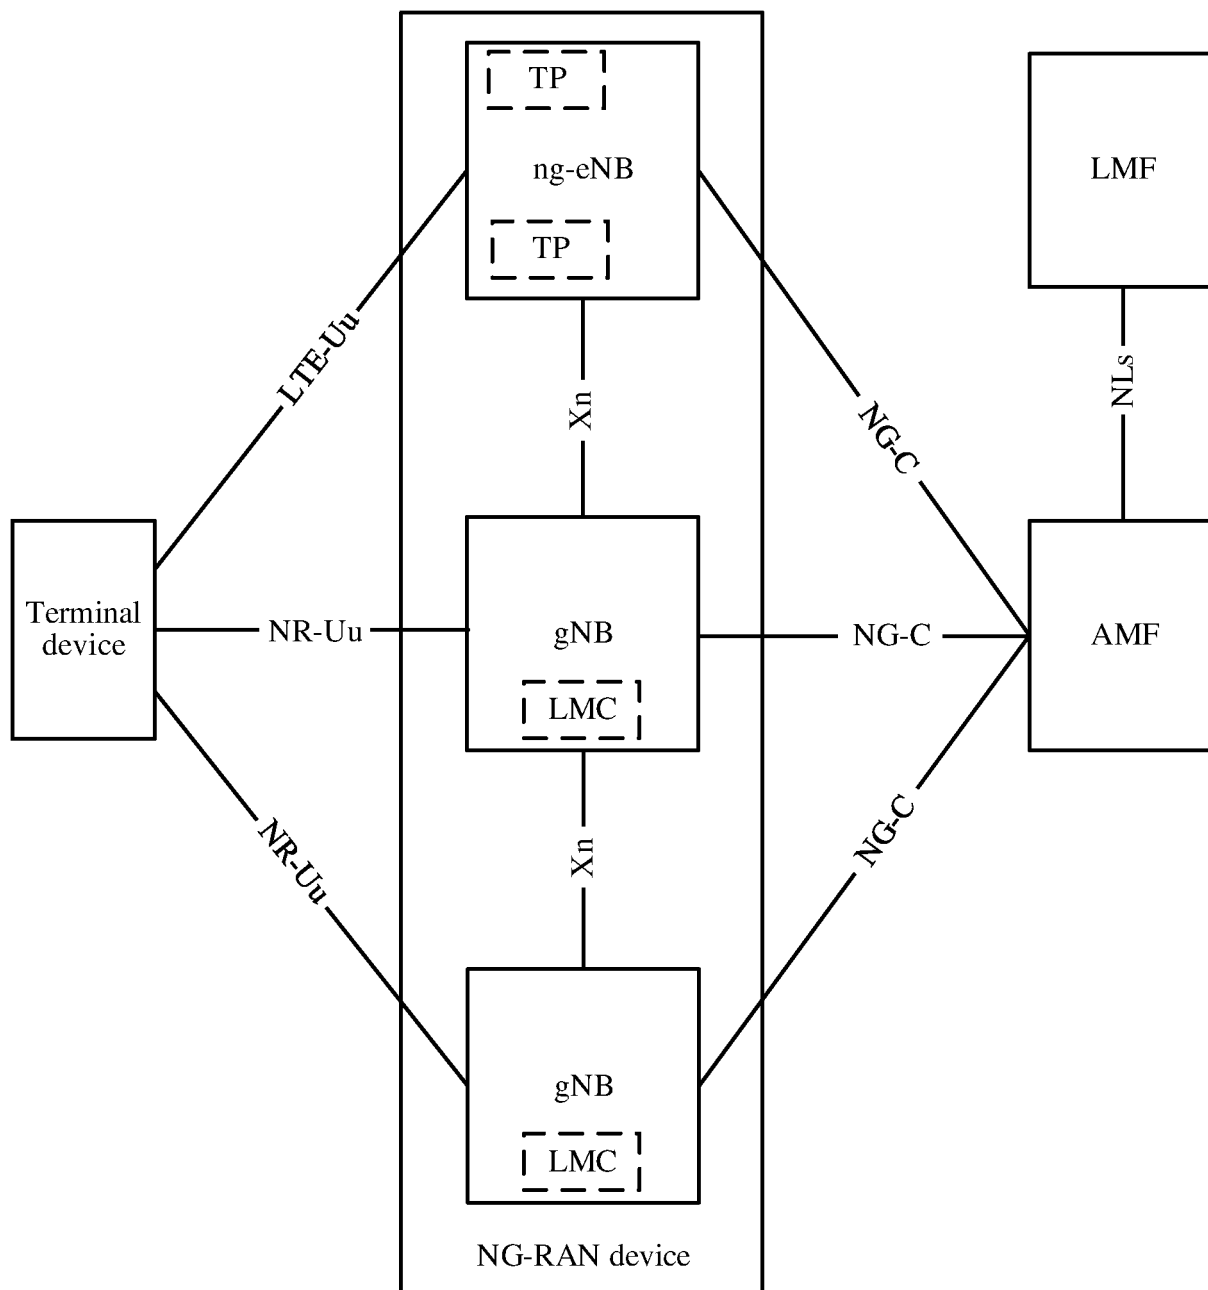 TP
ng-eNB
LMF
TP
LTE-Uu
Xn
NLs
NG-C
Terminal
device
NR-Uu
gNB
NG-C
AMF
LMC
NR-Uu
Xn
NG-C
gNB
LMC
NG-RAN device